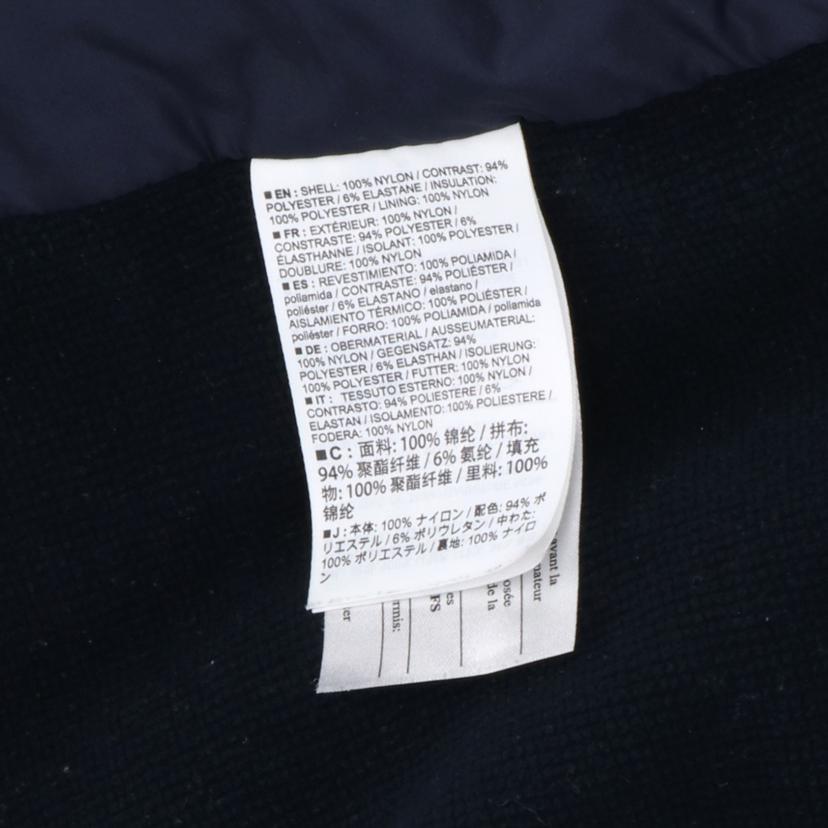 ■ EN : SHELL: 100% NYLON / CONTRAST: 94%
POLYESTER / 6% ELASTANE / INSULATION:
100% POLYESTER / LINING: 100% NYLON
■ FR : EXTÉRIEUR: 100% NYLON /
CONTRASTE: 94% POLYESTER / 6%
ÉLASTHANNE / ISOLANT: 100% POLYESTER /
DOUBLURE: 100% NYLON
■ ES : REVESTIMIENTO: 100% POLIAMIDA /
poliamida / CONTRASTE: 94% POLIÉSTER /
poliéster / 6% ELASTANO / elastano /
AISLAMIENTO TÉRMICO: 100% POLIÉSTER /
poliéster / FORRO: 100% POLIAMIDA / poliamida
■ DE : OBERMATERIAL / AUSSEUMATERIAL:
100% NYLON / GEGENSATZ: 94%
POLYESTER / 6% ELASTHAN / ISOLIERUNG:
100% POLYESTER / FUTTER: 100% NYLON
■ IT : TESSUTO ESTERNO: 100% NYLON /
CONTRASTO: 94% POLIESTERE / 6%
ELASTAN / ISOLAMENTO: 100% POLIESTERE /
FODERA: 100% NYLON
■ C : 面料: 100% 锦纶 / 拼布:
94% 聚酯纤维 / 6% 氨纶 / 填充
物: 100% 聚酯纤维 / 里料: 100%
锦纶
■ J : 本体: 100% ナイロン / 配色: 94% ポ
リエステル / 6% ポリウレタン / 中わた:
100% ポリエステル / 裏地: 100% ナイロ
ン
avant la
osée
de la
es
FS